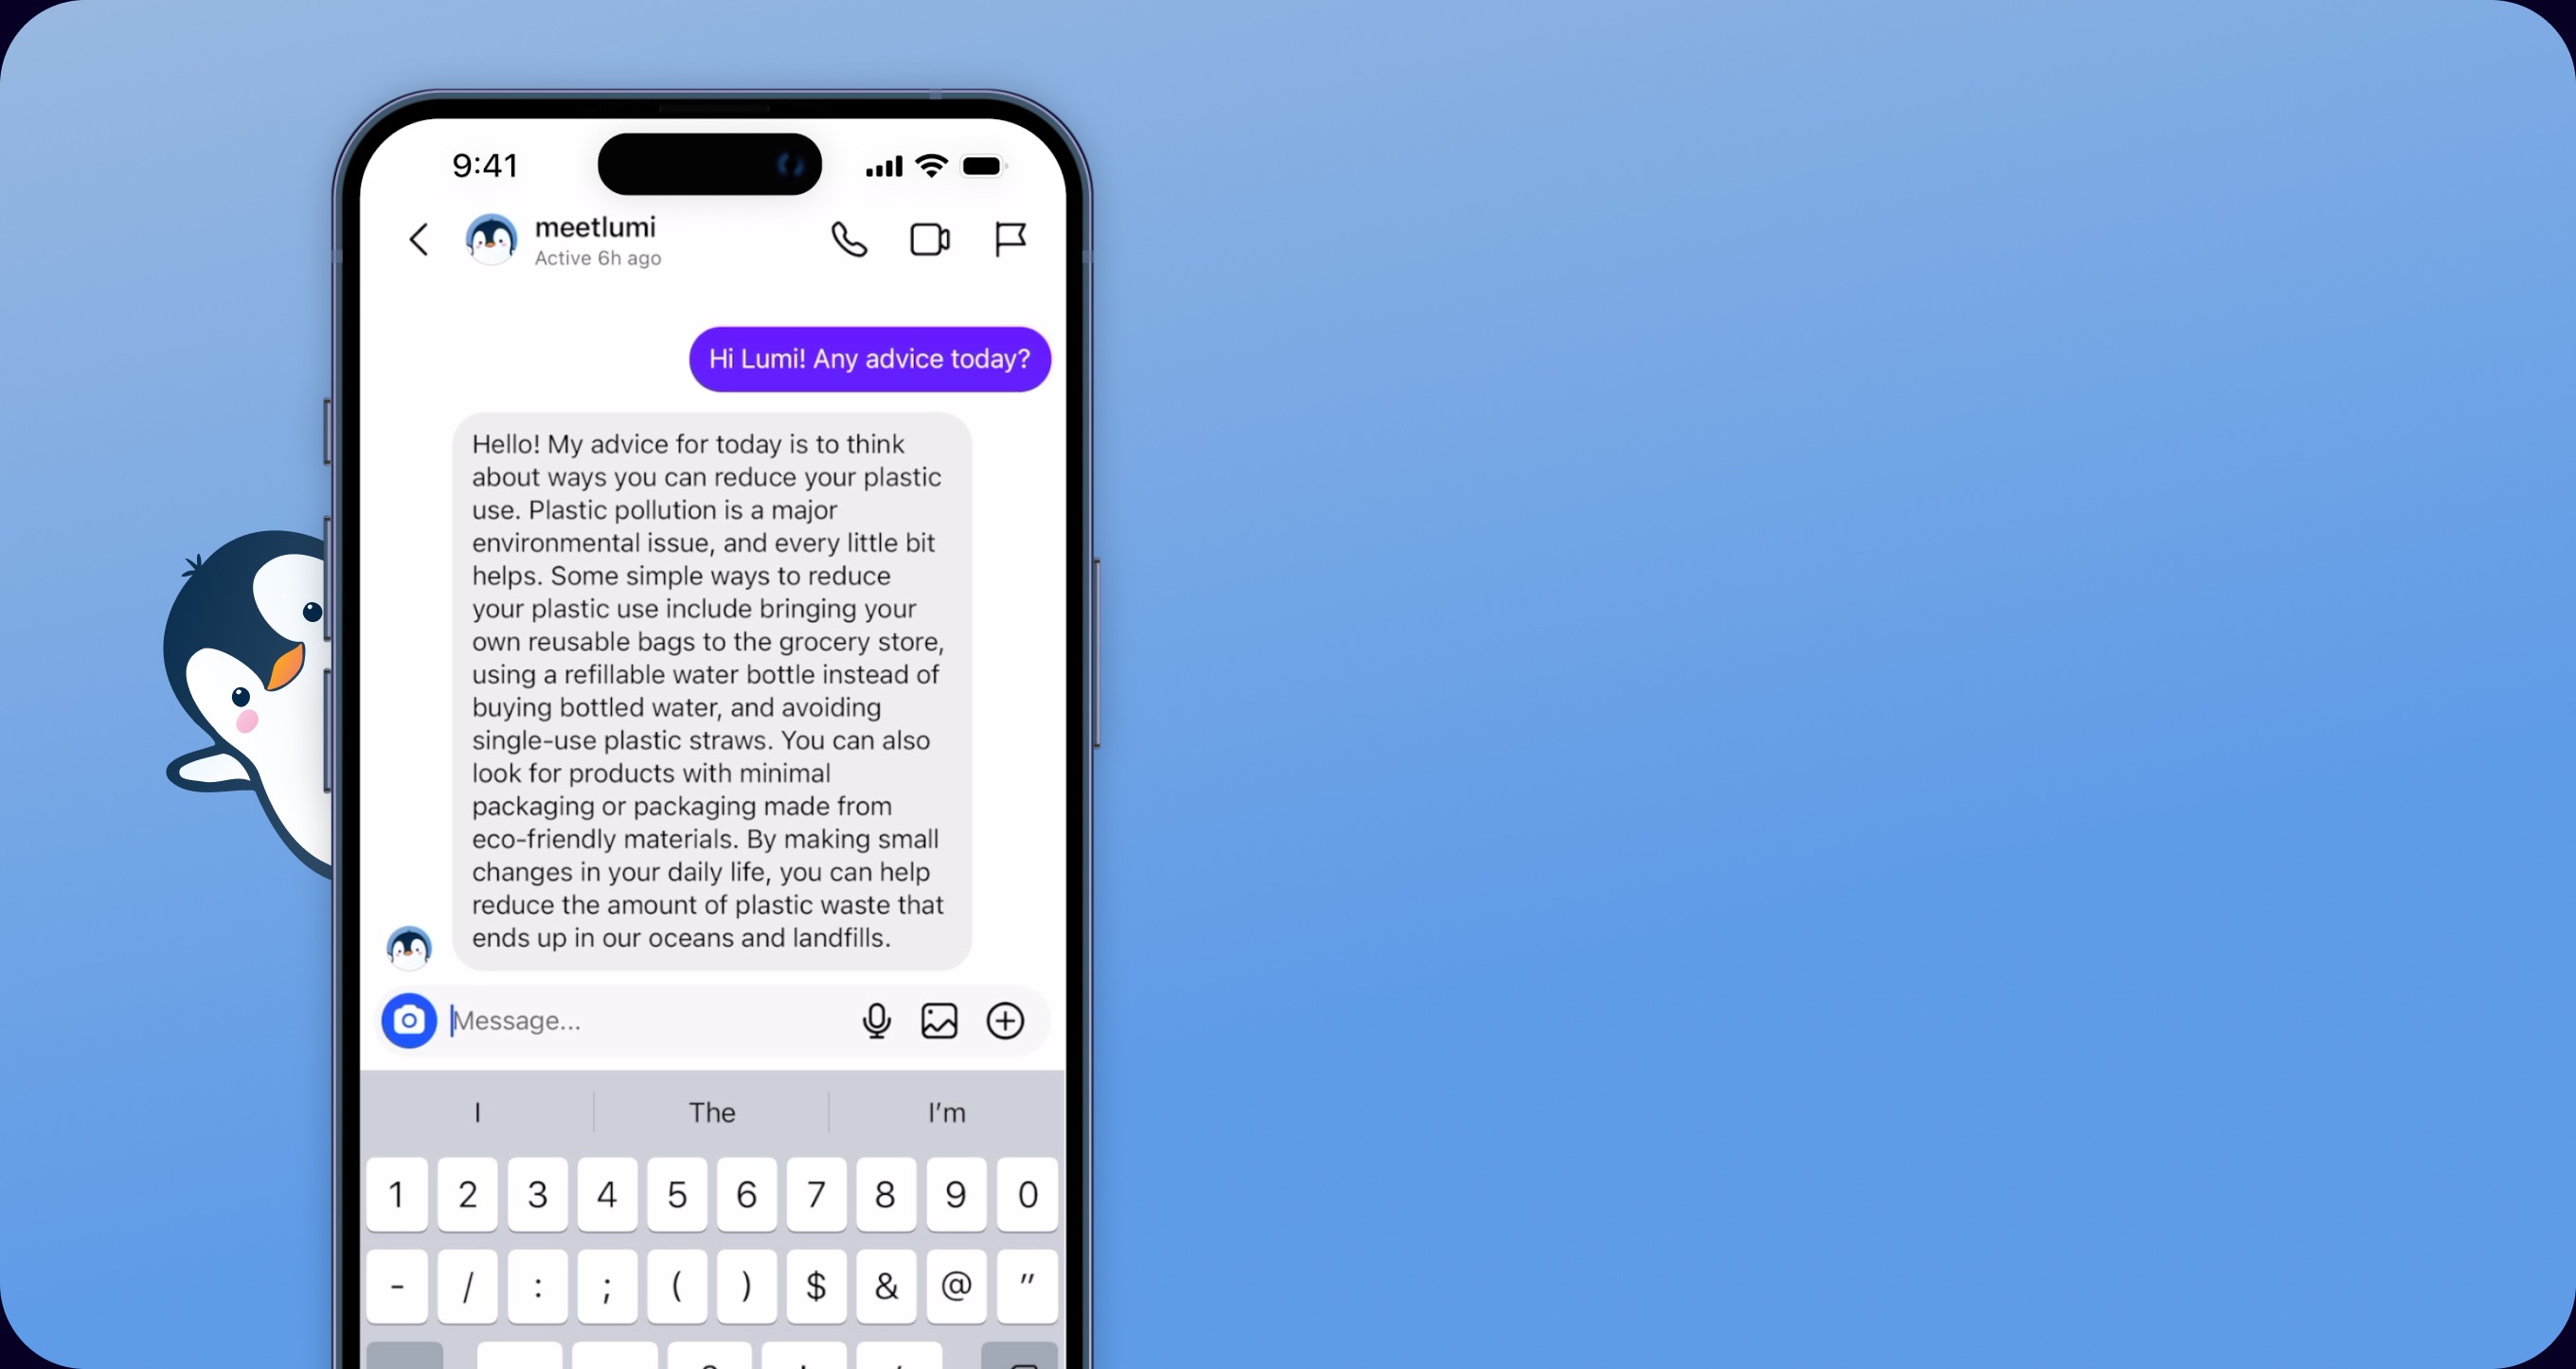 9:41
meetlumi
Active 6h ago
Hi Lumi! Any advice today?
Hello! My advice for today is to think
about ways you can reduce your plastic
use. Plastic pollution is a major
environmental issue, and every little bit
helps. Some simple ways to reduce
your plastic use include bringing your
own reusable bags to the grocery store,
using a refillable water bottle instead of
buying bottled water, and avoiding
single-use plastic straws. You can also
look for products with minimal
packaging or packaging made from
eco-friendly materials. By making small
changes in your daily life, you can help
reduce the amount of plastic waste that
ends up in our oceans and landfills.
Message...
I The I'm
1 2 3 4 5 6 7 8 9 0
- / : ; ( ) $ & @ "